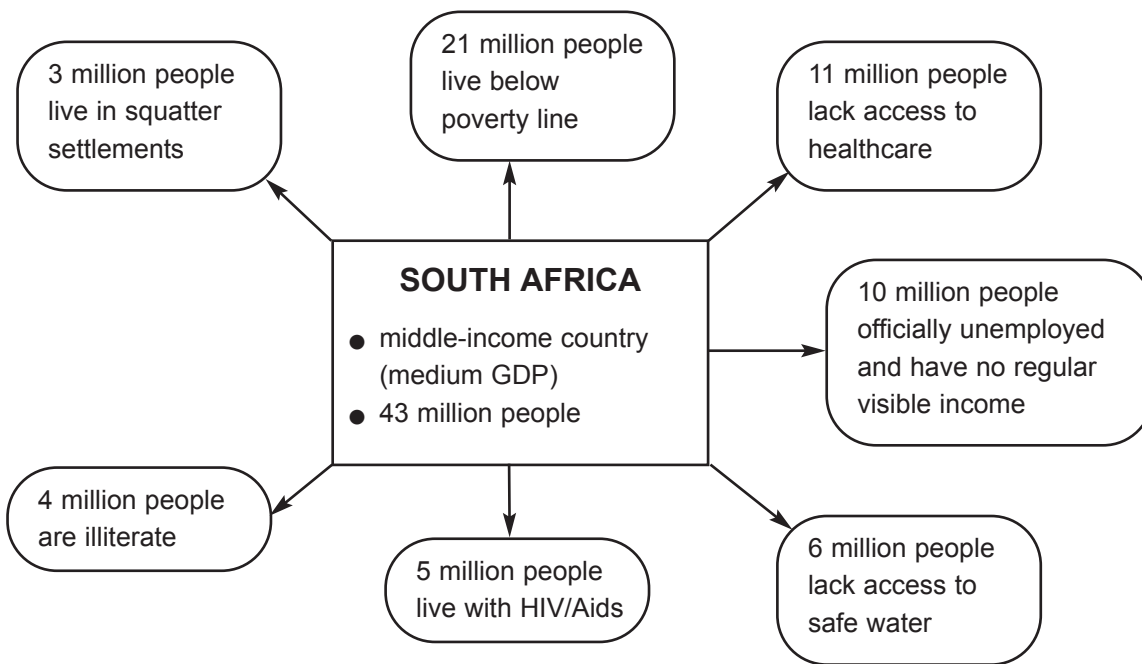 3 million people
live in squatter
settlements
21 million people
live below
poverty line
11 million people
lack access to
healthcare
SOUTH AFRICA
● middle-income country
(medium GDP)
● 43 million people
10 million people
officially unemployed
and have no regular
visible income
4 million people
are illiterate
5 million people
live with HIV/Aids
6 million people
lack access to
safe water